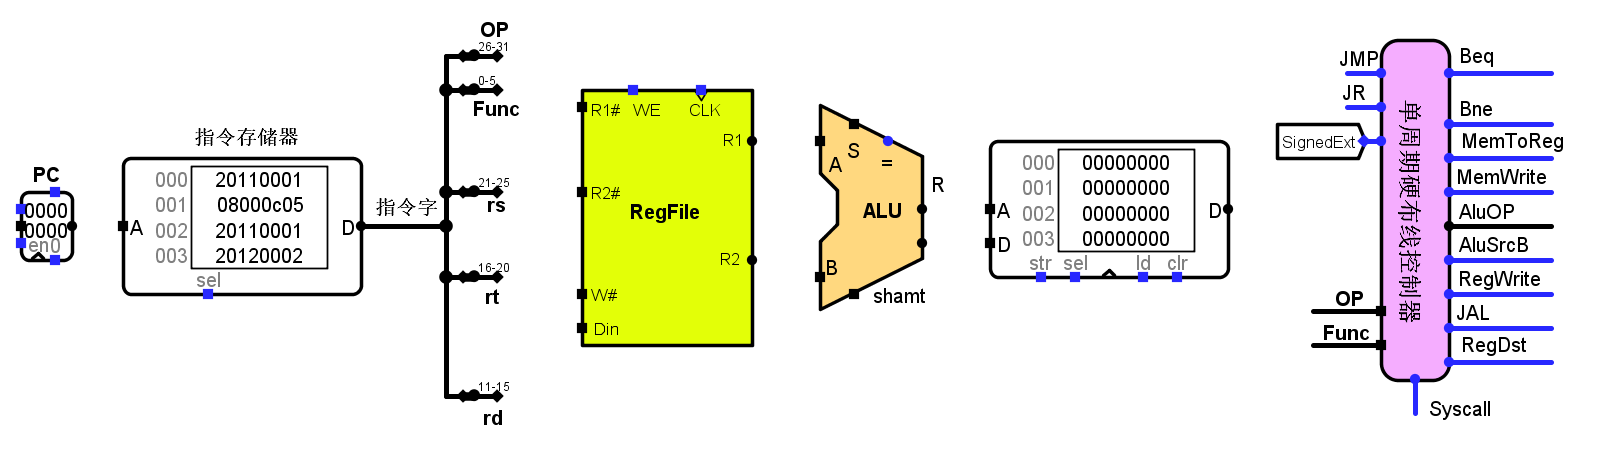 PC
0000
0000
en0
指令存储器
A
000 20110001
001 08000c05
002 20110001
003 20120002
D
sel
指令字
OP
26-31
0-5
Func
21-25
rs
16-20
rt
11-15
rd
R1# WE CLK
R1
R2#
RegFile
R2
W#
Din
S
A =
R
ALU
B
shamt
000 00000000
001 00000000
A 002 00000000 D
D 003 00000000
str sel ld clr
JMP
JR
SignedExt
OP
Func
单周期硬布线控制器
Beq
Bne
MemToReg
MemWrite
AluOP
AluSrcB
RegWrite
JAL
RegDst
Syscall